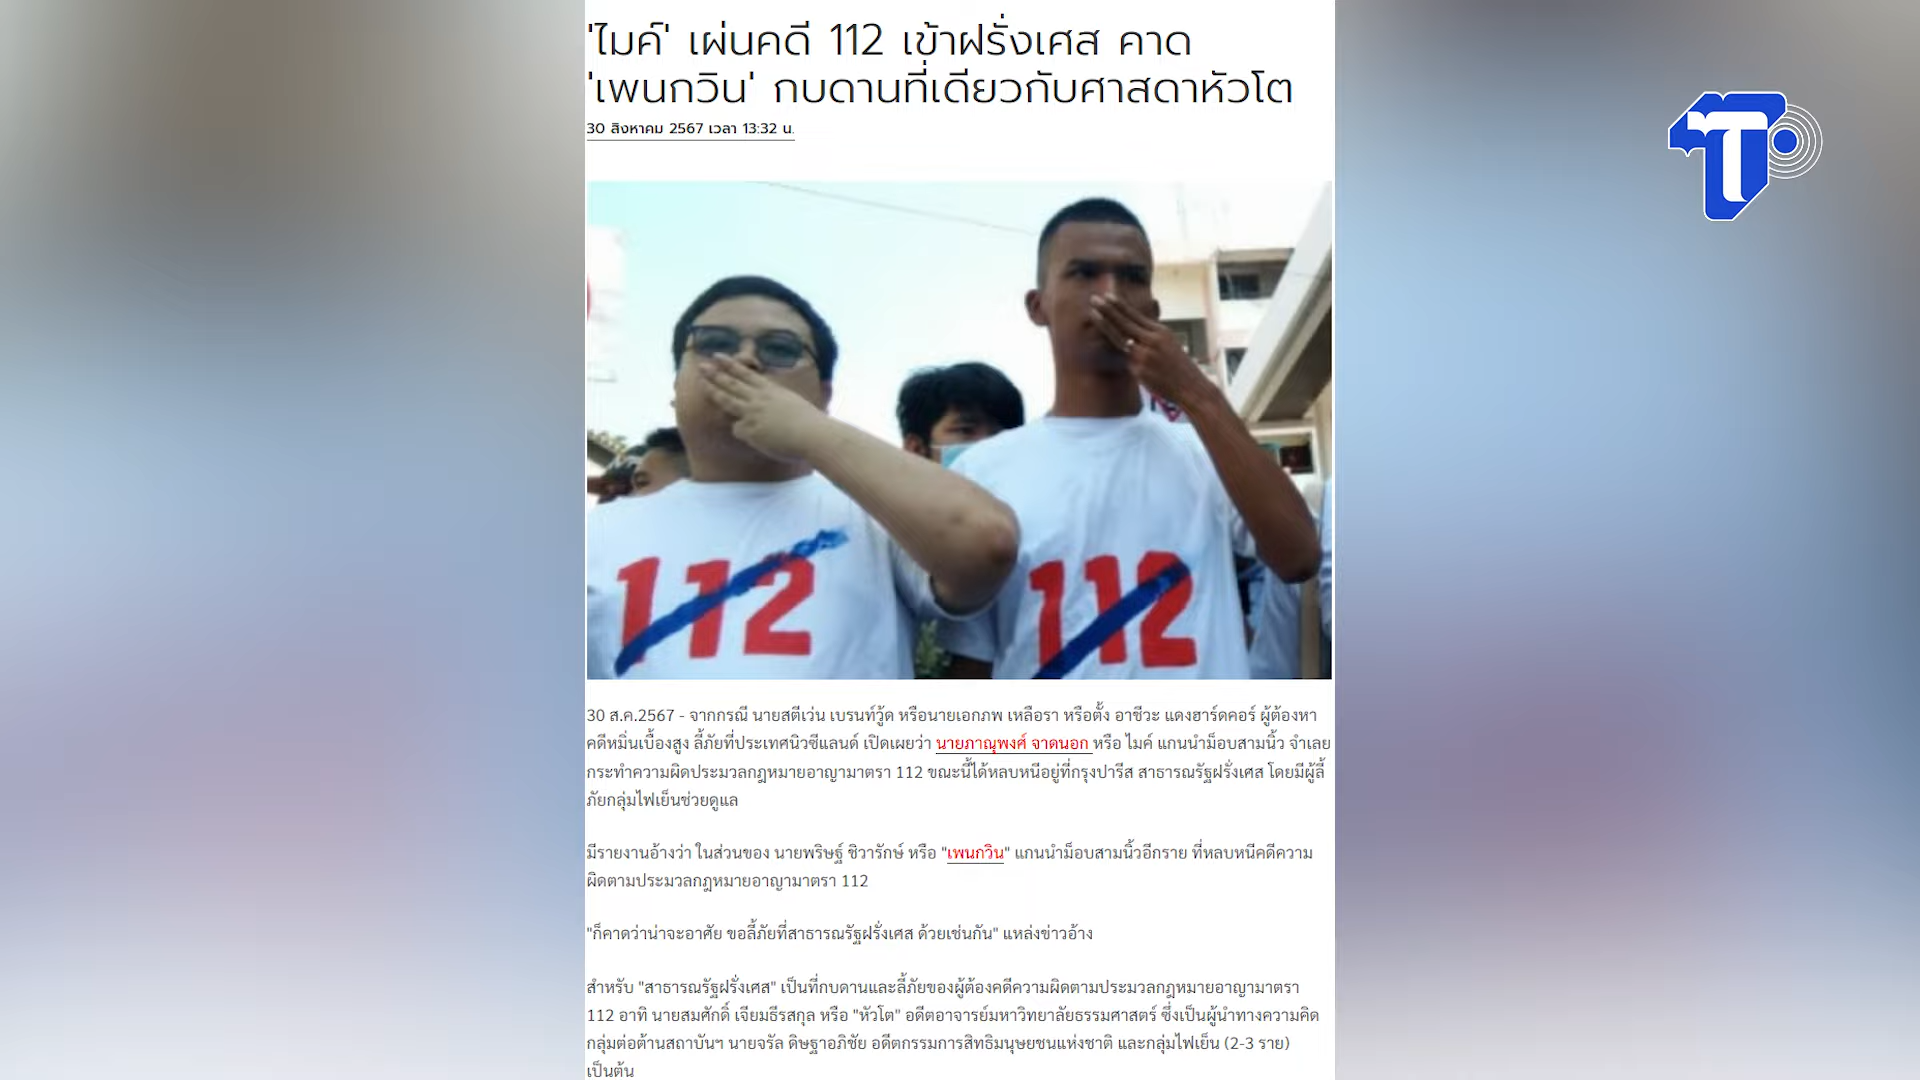 'ไมค์' เผ่นคดี 112 เข้าฝรั่งเศส คาด
'เพนกวิน' กบดานที่เดียวกับศาสดาหัวโต
30 สิงหาคม 2567 เวลา 13:32 น.
T
112
112
30 ส.ค.2567 - จากกรณี นายสตีเว่น เบรนท์วู้ด หรือนายเอกภพ เหลือรา หรือตั้ง อาชีวะ แดงฮาร์ดคอร์ ผู้ต้องหา
คดีหมิ่นเบื้องสูง ลี้ภัยที่ประเทศนิวซีแลนด์ เปิดเผยว่า นายภาณุพงศ์ จาดนอก หรือ ไมค์ แกนนำม็อบสามนิ้ว จำเลย
กระทำความผิดประมวลกฎหมายอาญามาตรา 112 ขณะนี้ได้หลบหนีอยู่ที่กรุงปารีส สาธารณรัฐฝรั่งเศส โดยมีผู้ลี้
ภัยกลุ่มไฟเย็นช่วยดูแล
มีรายงานอ้างว่า ในส่วนของ นายพริษฐ์ ชิวารักษ์ หรือ "เพนกวิน" แกนนำม็อบสามนิ้วอีกราย ที่หลบหนีคดีความ
ผิดตามประมวลกฎหมายอาญามาตรา 112
"ก็คาดว่าน่าจะอาศัย ขอลี้ภัยที่สาธารณรัฐฝรั่งเศส ด้วยเช่นกัน" แหล่งข่าวอ้าง
สำหรับ "สาธารณรัฐฝรั่งเศส" เป็นที่กบดานและลี้ภัยของผู้ต้องคดีความผิดตามประมวลกฎหมายอาญามาตรา
112 อาทิ นายสมศักดิ์ เจียมธีรสกุล หรือ "หัวโต" อดีตอาจารย์มหาวิทยาลัยธรรมศาสตร์ ซึ่งเป็นผู้นำทางความคิด
กลุ่มต่อต้านสถาบันฯ นายจรัล ดิษฐาอภิชัย อดีตกรรมการสิทธิมนุษยชนแห่งชาติ และกลุ่มไฟเย็น (2-3 ราย)
เป็นต้น